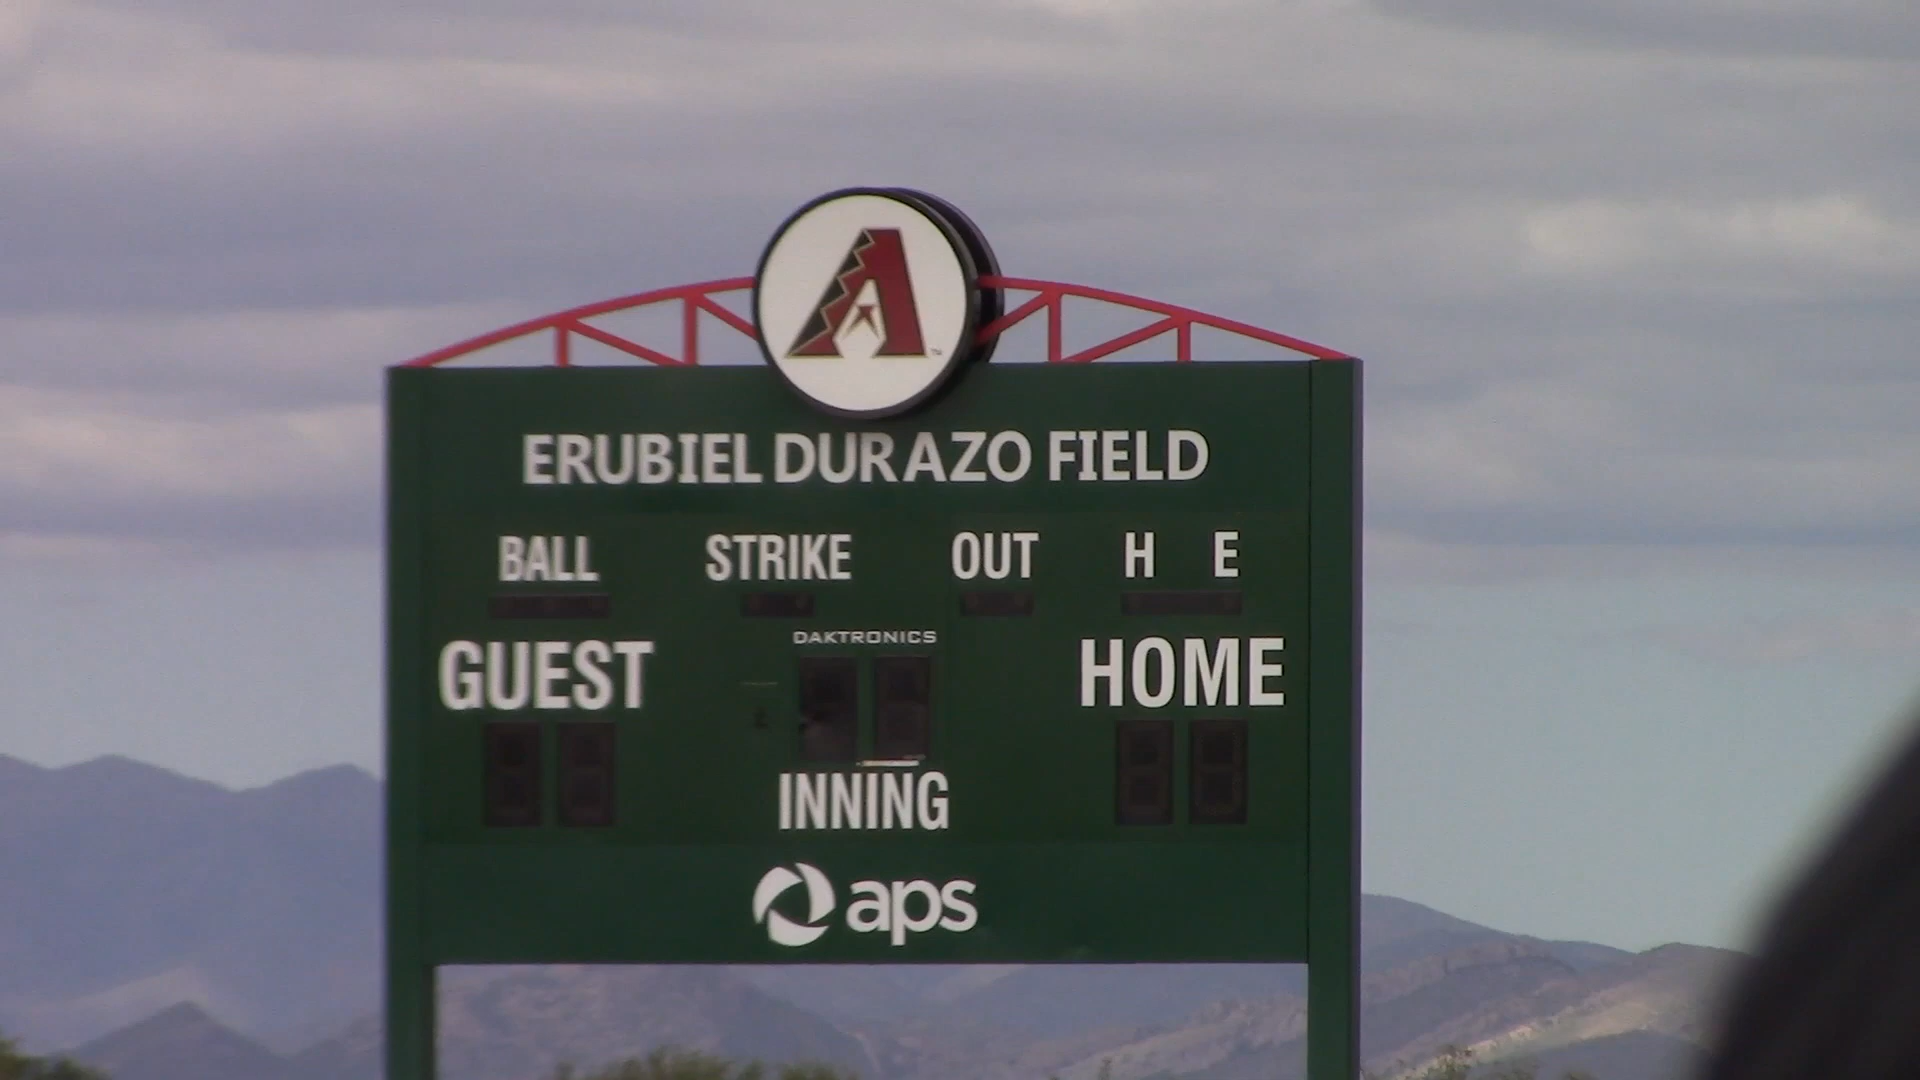 A
ERUBIEL DURAZO FIELD
BALL STRIKE OUT H E
DAKTRONICS
GUEST HOME
INNING
aps